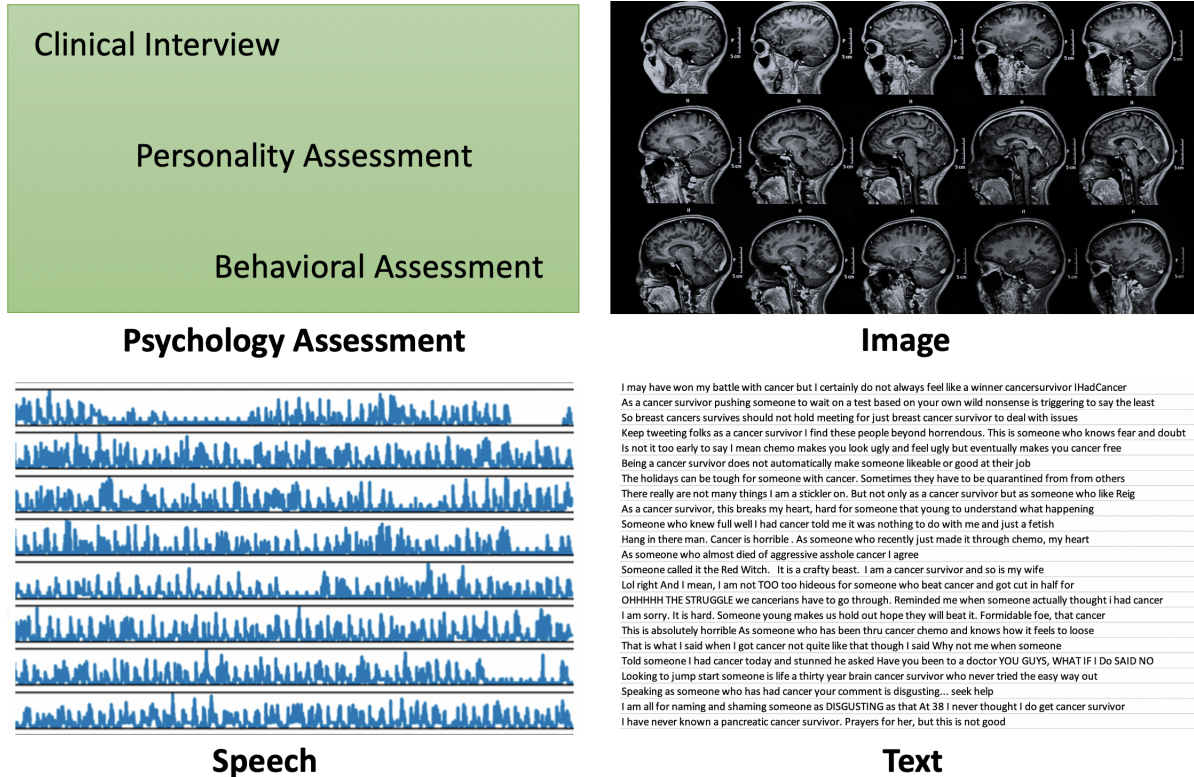 Clinical Interview
Personality Assessment
Behavioral Assessment
Psychology Assessment
Image
I may have won my battle with cancer but I certainly do not always feel like a winner cancersurvivor IHadCancer
As a cancer survivor pushing someone to wait on a test based on your own wild nonsense is triggering to say the least
So breast cancers survives should not hold meeting for just breast cancer survivor to deal with issues
Keep tweeting folks as a cancer survivor I find these people beyond horrendous. This is someone who knows fear and doubt
Is not it too early to say I mean chemo makes you look ugly and feel ugly but eventually makes you cancer free
Being a cancer survivor does not automatically make someone likeable or good at their job
The holidays can be tough for someone with cancer. Sometimes they have to be quarantined from from others
There really are not many things I am a stickler on. But not only as a cancer survivor but as someone who like Reig
As a cancer survivor, this breaks my heart, hard for someone that young to understand what happening
Someone who knew full well I had cancer told me it was nothing to do with me and just a fetish
Hang in there man. Cancer is horrible . As someone who recently just made it through chemo, my heart
As someone who almost died of aggressive asshole cancer I agree
Someone called it the Red Witch. It is a crafty beast. I am a cancer survivor and so is my wife
Lol right And I mean, I am not TOO too hideous for someone who beat cancer and got cut in half for
OHHHHH THE STRUGGLE we cancerians have to go through. Reminded me when someone actually thought i had cancer
I am sorry. It is hard. Someone young makes us hold out hope they will beat it. Formidable foe, that cancer
This is absolutely horrible As someone who has been thru cancer chemo and knows how it feels to loose
That is what I said when I got cancer not quite like that though I said Why not me when someone
Told someone I had cancer today and stunned he asked Have you been to a doctor YOU GUYS, WHAT IF I Do SAID NO
Looking to jump start someone is life a thirty year brain cancer survivor who never tried the easy way out
Speaking as someone who has had cancer your comment is disgusting... seek help
I am all for naming and shaming someone as DISGUSTING as that At 38 I never thought I do get cancer survivor
I have never known a pancreatic cancer survivor. Prayers for her, but this is not good
Speech
Text